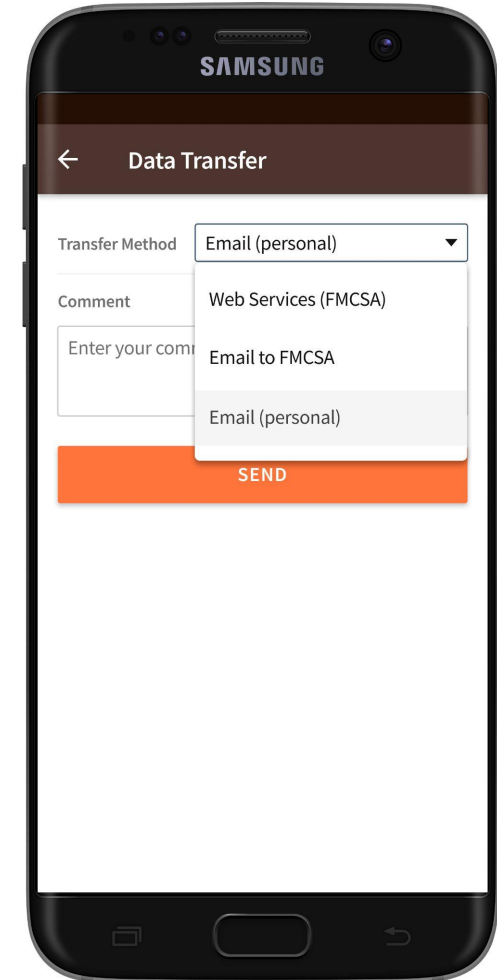 SAMSUNG
Data Transfer
Transfer Method Email (personal)
Web Services (FMCSA)
Comment
Enter your com
Email to FMCSA
Email (personal)
SEND